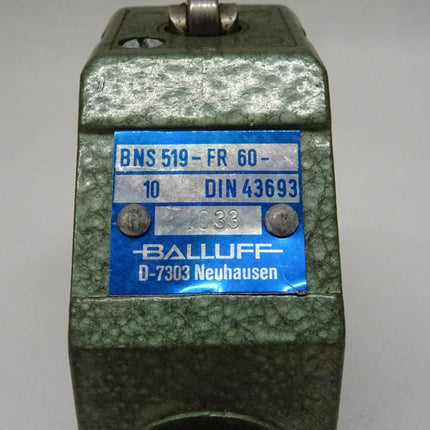 BNS 519-FR 60-
10 DIN 43693
033
BALLUFF
D-7303 Neuhausen